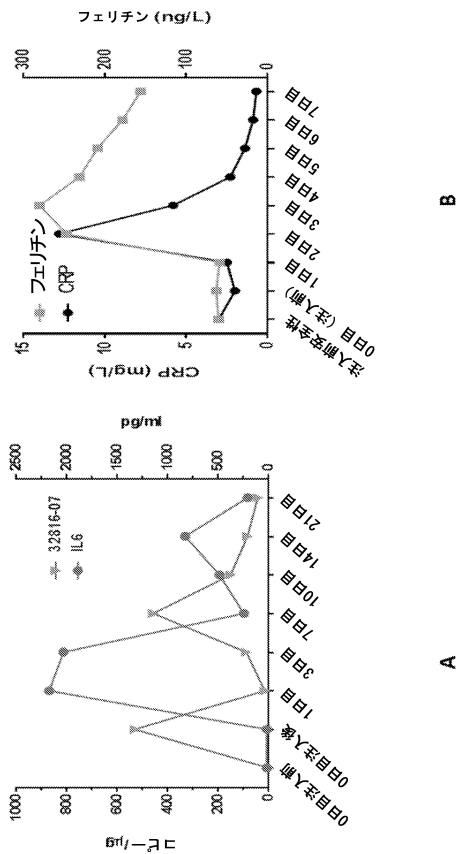 コピー/μg
1000
800
600
400
200
0
32816-07
IL6
2500
2000
1500
1000
500
0
pg/ml
0日目注入前
0日目注入後
1日目
3日目
7日目
10日目
14日目
21日目
A
CRP (mg/L)
15
10
5
0
フェリチン
CRP
300
200
100
0
フェリチン (ng/L)
注入前安全性
0日目 (注入前)
1日目
2日目
3日目
4日目
5日目
6日目
7日目
B